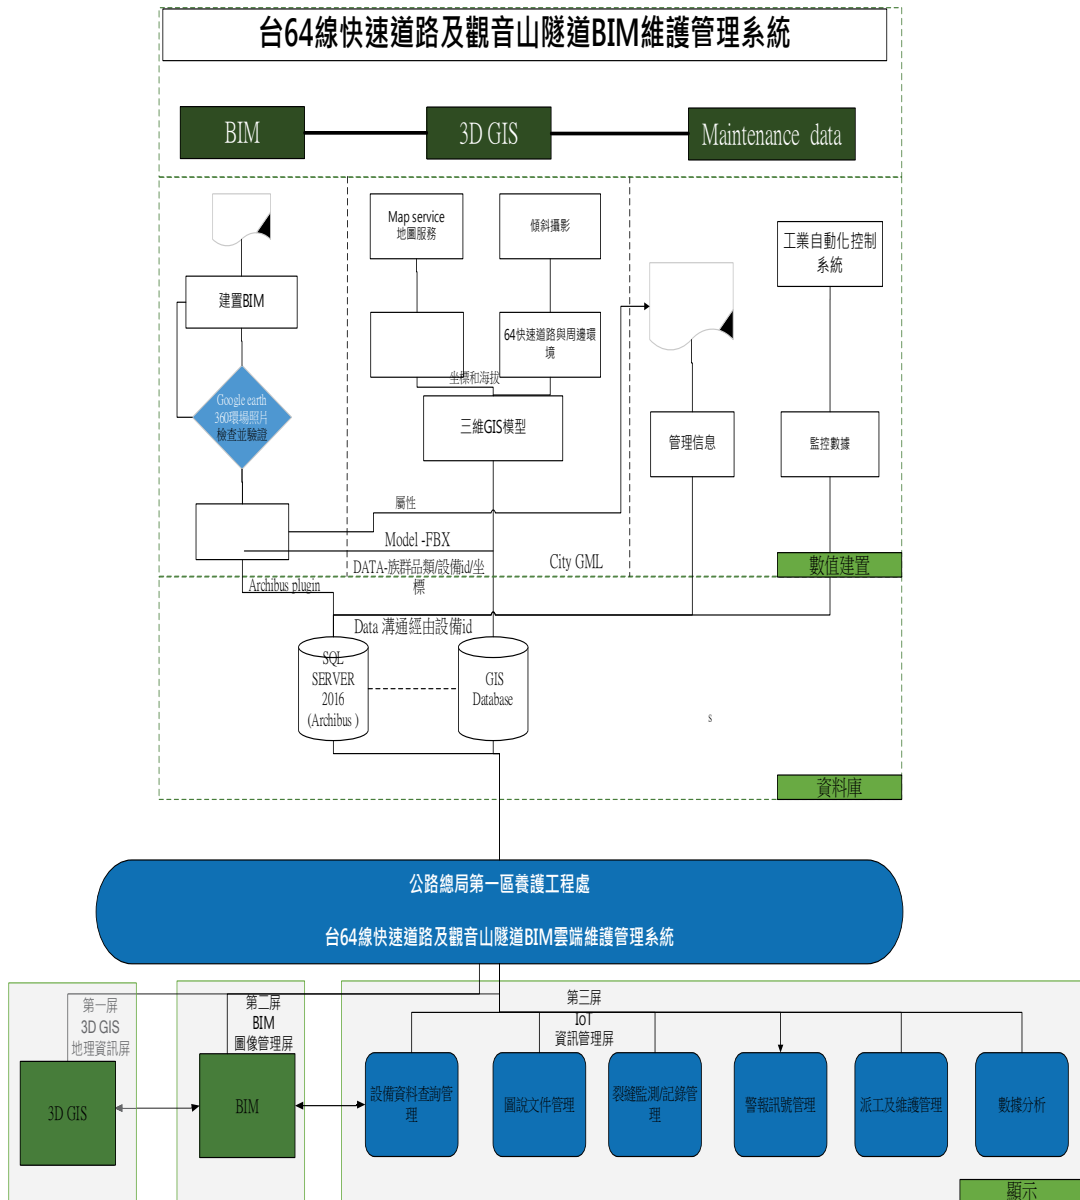 台64線快速道路及觀音山隧道BIM維護管理系統
BIM
3D GIS
Maintenance data
Map service
地圖服務
傾斜攝影
工業自動化控制
系統
建置BIM
64快速道路與周邊環
境
坐標和海拔
Google earth
360環場照片
檢查並驗證
三維GIS模型
管理信息
監控數據
屬性
Model -FBX
City GML
數值建置
DATA-族群品類/設備id/坐
標
Archibus plugin
Data 溝通經由設備id
SQL
SERVER
2016
(Archibus )
GIS
Database
s
資料庫
公路總局第一區養護工程處
台64線快速道路及觀音山隧道BIM雲端維護管理系統
第一屏
3D GIS
地理資訊屏
第二屏
BIM
圖像管理屏
第三屏
IoT
資訊管理屏
3D GIS
BIM
設備資料查詢管
理
圖說文件管理
裂縫監測/記錄管
理
警報訊號管理
派工及維護管理
數據分析
顯示